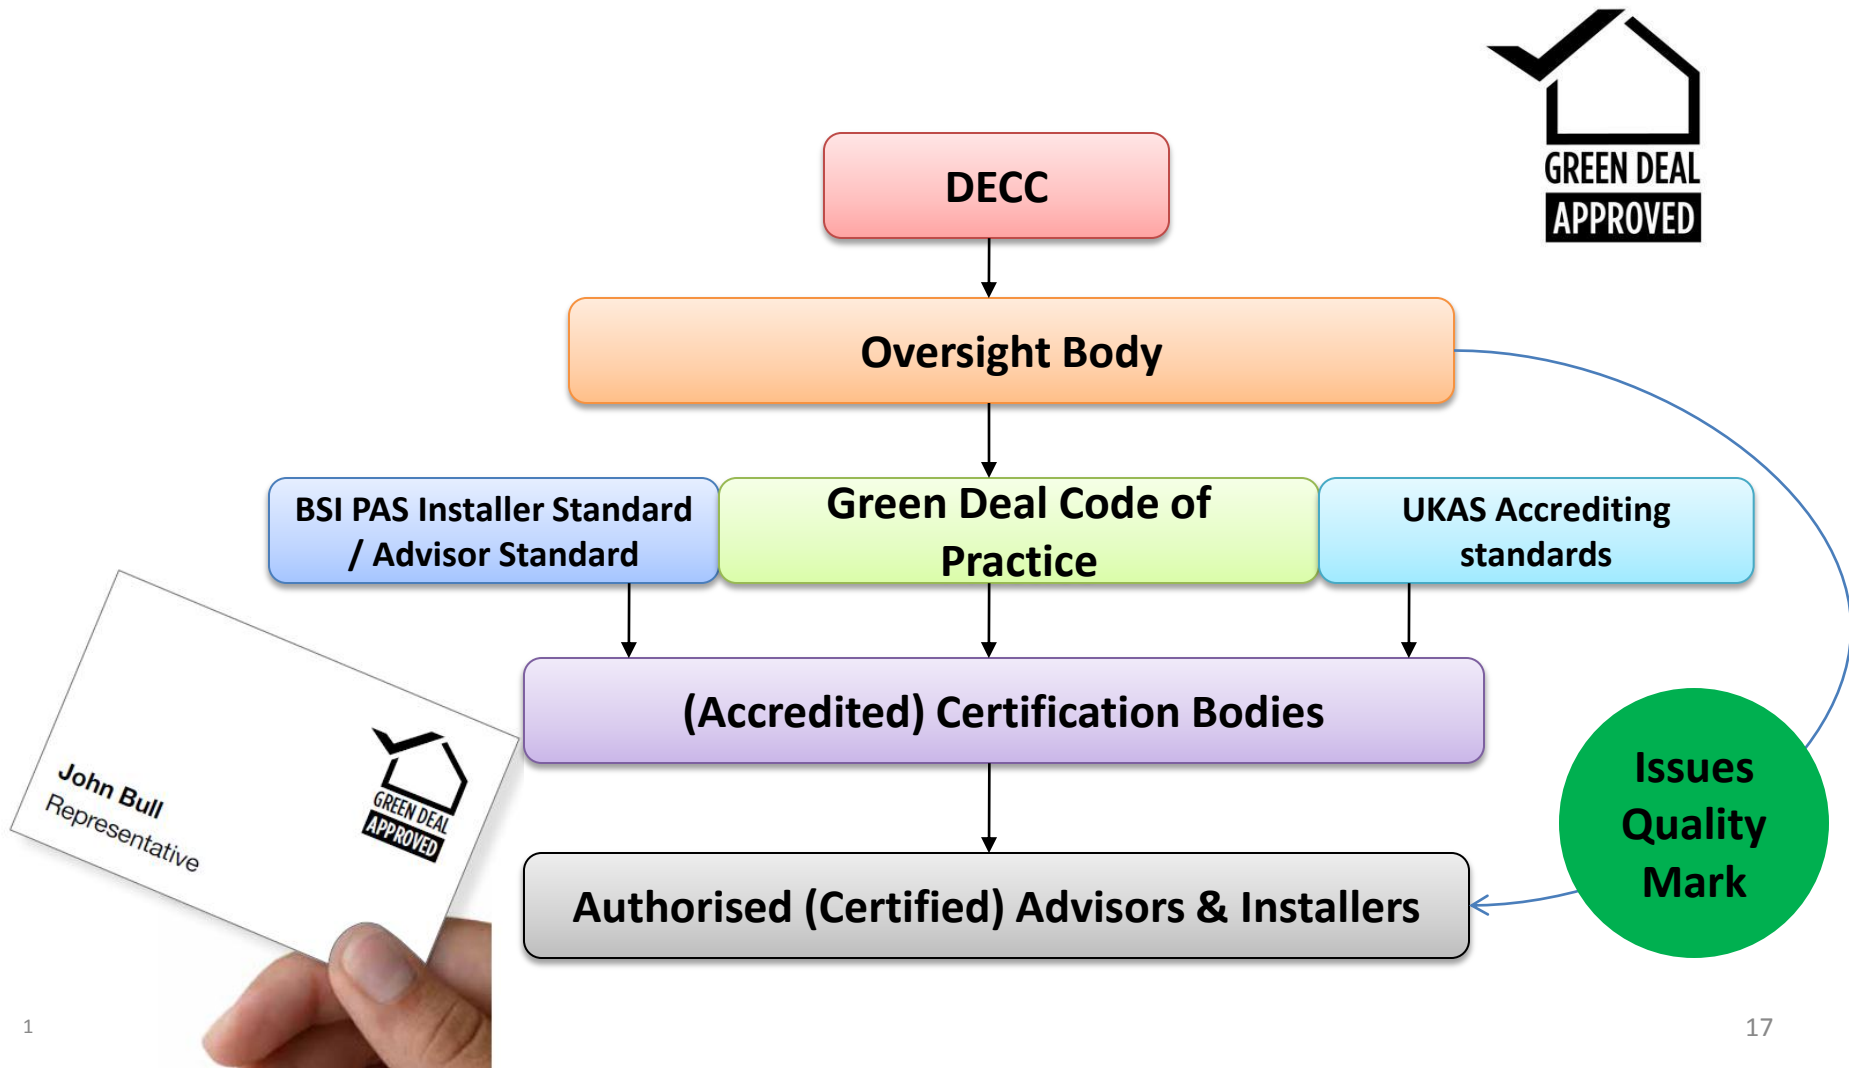 GREEN DEAL
APPROVED
DECC
Oversight Body
BSI PAS Installer Standard
/ Advisor Standard
Green Deal Code of
Practice
UKAS Accrediting
standards
(Accredited) Certification Bodies
John Bull
Representative
GREEN DEAL
APPROVED
Issues
Quality
Mark
Authorised (Certified) Advisors & Installers
1
17